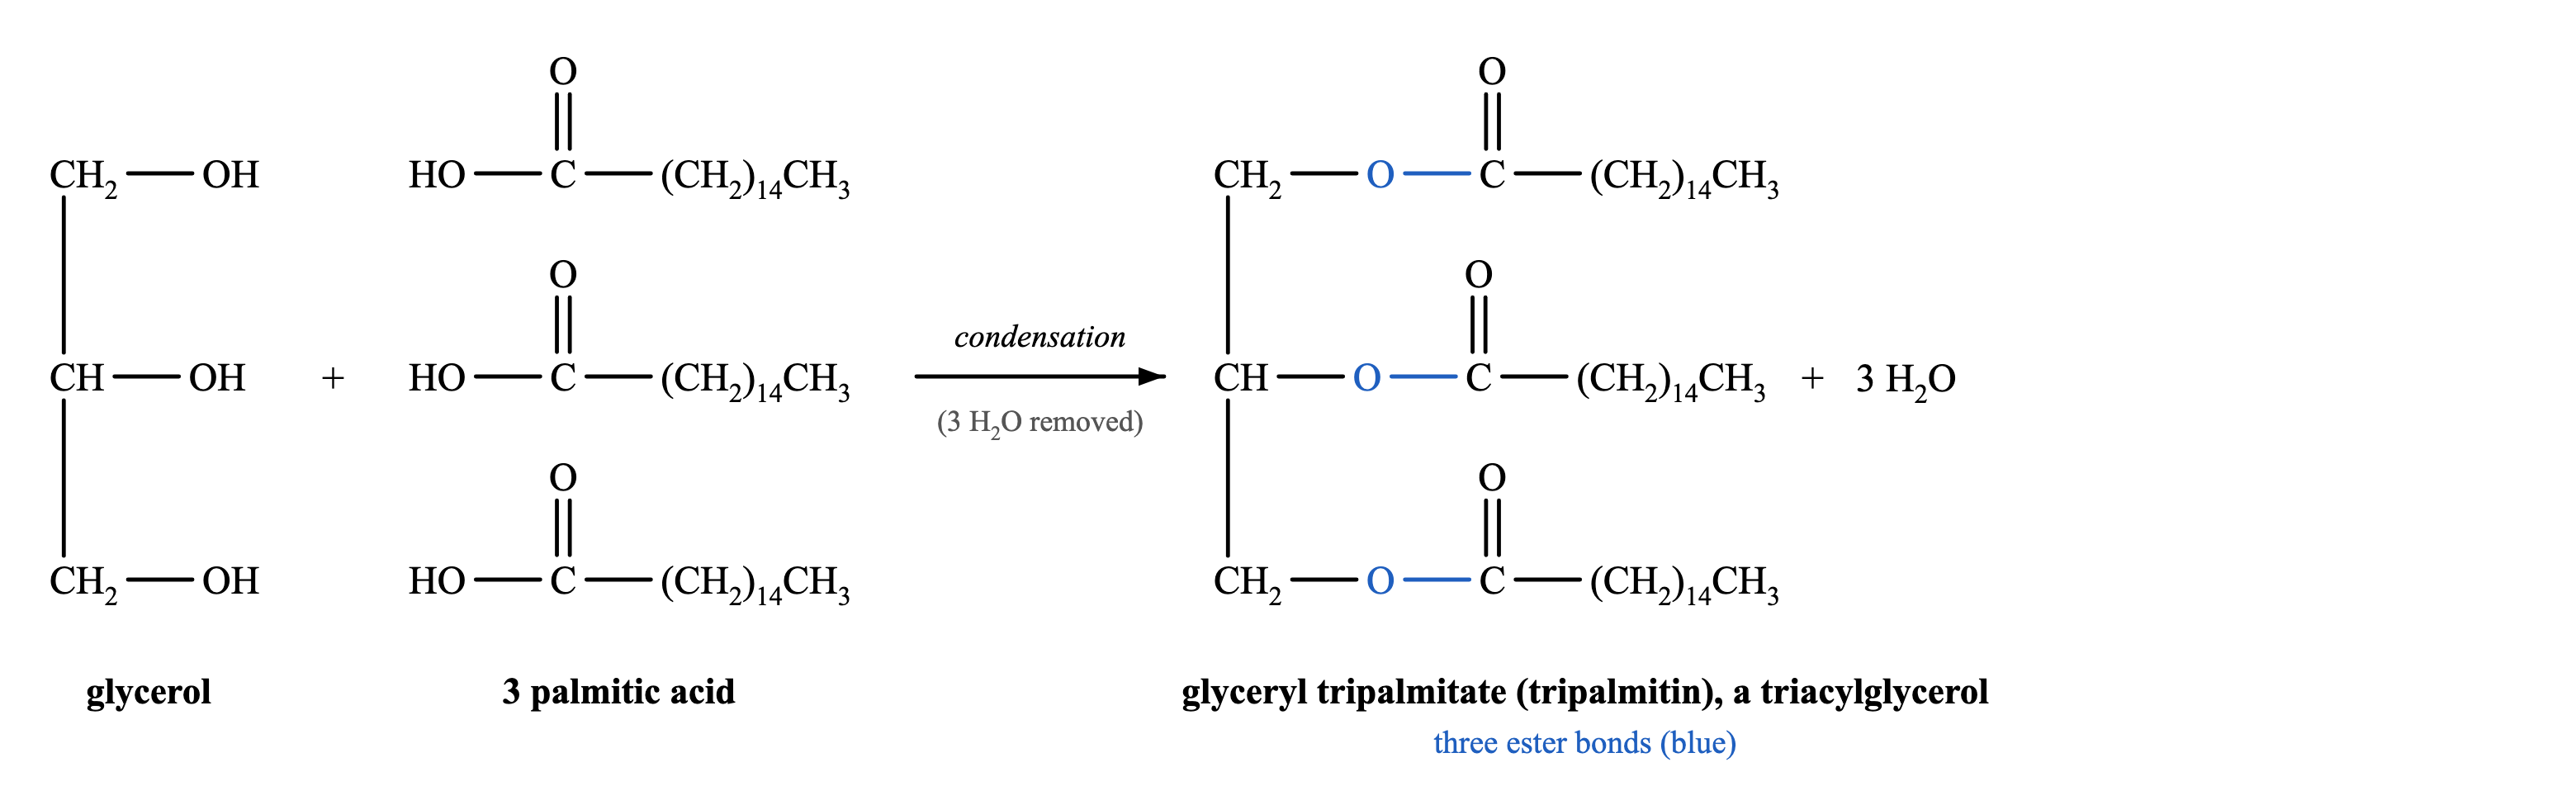 O O
CH₂ OH HO C (CH₂)₁₄CH₃ CH₂ O C (CH₂)₁₄CH₃
O O
condensation
CH OH + HO C (CH₂)₁₄CH₃ CH O C (CH₂)₁₄CH₃ + 3 H₂O
(3 H₂O removed)
O O
CH₂ OH HO C (CH₂)₁₄CH₃ CH₂ O C (CH₂)₁₄CH₃
glycerol 3 palmitic acid glyceryl tripalmitate (tripalmitin), a triacylglycerol
three ester bonds (blue)